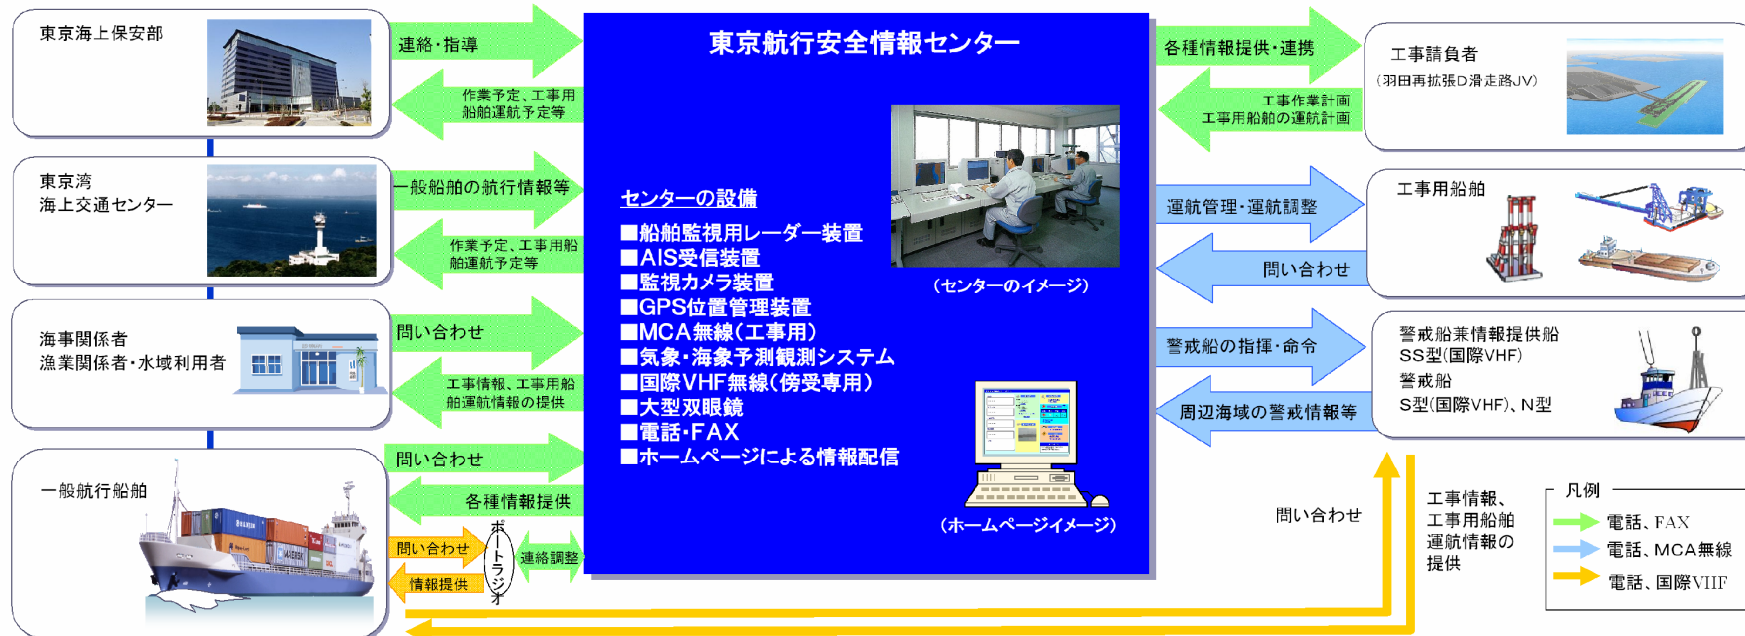 東京海上保安部
連絡・指導
作業予定、工事用
船舶運航予定等
東京湾
海上交通センター
一般船舶の航行情報等
作業予定、工事用船
舶運航予定等
海事関係者
漁業関係者・水域利用者
問い合わせ
工事情報、工事用船
舶運航情報の提供
一般航行船舶
問い合わせ
各種情報提供
問い合わせ
情報提供
ポートラジオ
連絡調整
東京航行安全情報センター
センターの設備
■船舶監視用レーダー装置
■AIS受信装置
■監視カメラ装置
■GPS位置管理装置
■MCA無線(工事用)
■気象・海象予測観測システム
■国際VHF無線(傍受専用)
■大型双眼鏡
■電話・FAX
■ホームページによる情報配信
(センターのイメージ)
(ホームページイメージ)
各種情報提供・連携
工事作業計画
工事用船舶の運航計画
工事請負者
(羽田再拡張D滑走路JV)
運航管理・運航調整
問い合わせ
工事用船舶
警戒船の指揮・命令
周辺海域の警戒情報等
警戒船兼情報提供船
SS型(国際VHF)
警戒船
S型(国際VHF)、N型
問い合わせ
工事情報、
工事用船舶
運航情報の
提供
凡例
電話、FAX
電話、MCA無線
電話、国際VHF